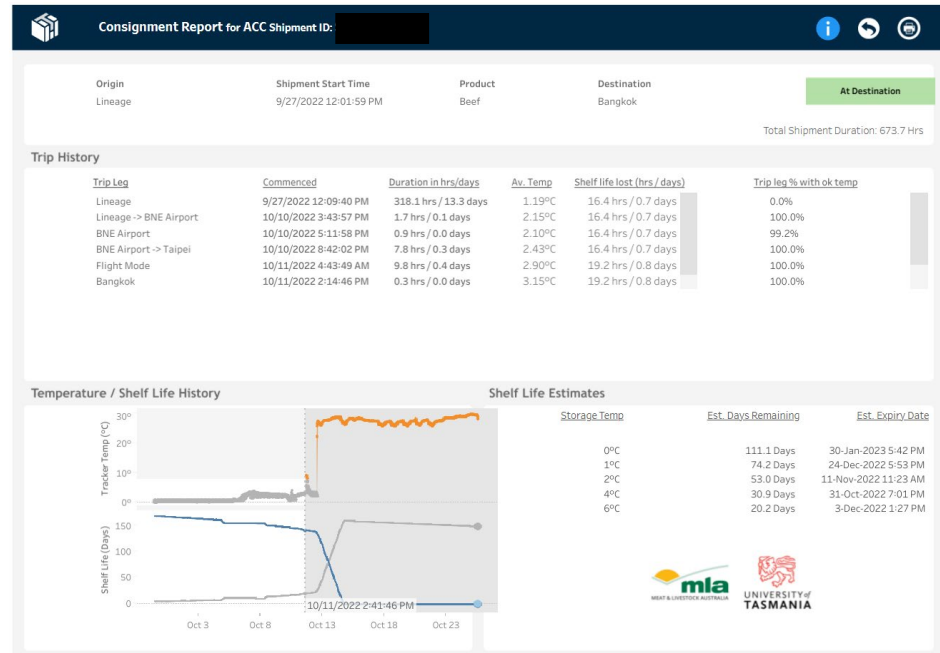 Consignment Report for ACC Shipment ID:
i
Origin Shipment Start Time Product Destination
Lineage 9/27/2022 12:01:59 PM Beef Bangkok
At Destination
Total Shipment Duration: 673.7 Hrs
Trip History
Trip Leg Commenced Duration in hrs/days Av. Temp Shelf life lost (hrs / days) Trip leg % with ok temp
Lineage 9/27/2022 12:09:40 PM 318.1 hrs / 13.3 days 1.19°C 16.4 hrs / 0.7 days 0.0%
Lineage -> BNE Airport 10/10/2022 3:43:57 PM 1.7 hrs / 0.1 days 2.15°C 16.4 hrs / 0.7 days 100.0%
BNE Airport 10/10/2022 5:11:58 PM 0.9 hrs / 0.0 days 2.10°C 16.4 hrs / 0.7 days 99.2%
BNE Airport -> Taipei 10/10/2022 8:42:02 PM 7.8 hrs / 0.3 days 2.43°C 16.4 hrs / 0.7 days 100.0%
Flight Mode 10/11/2022 4:43:49 AM 9.8 hrs / 0.4 days 2.90°C 19.2 hrs / 0.8 days 100.0%
Bangkok 10/11/2022 2:14:46 PM 0.3 hrs / 0.0 days 3.15°C 19.2 hrs / 0.8 days 100.0%
Temperature / Shelf Life History
Tracker Temp (°C)
30°
20°
10°
0°
Shelf Life (Days)
150
100
50
0
10/11/2022 2:41:46 PM
Oct 3 Oct 8 Oct 13 Oct 18 Oct 23
Shelf Life Estimates
Storage Temp Est. Days Remaining Est. Expiry Date
0°C 111.1 Days 30-Jan-2023 5:42 PM
1°C 74.2 Days 24-Dec-2022 5:53 PM
2°C 53.0 Days 11-Nov-2022 11:23 AM
4°C 30.9 Days 31-Oct-2022 7:01 PM
6°C 20.2 Days 3-Dec-2022 1:27 PM
mla
MEAT & LIVESTOCK AUSTRALIA
UNIVERSITY of
TASMANIA